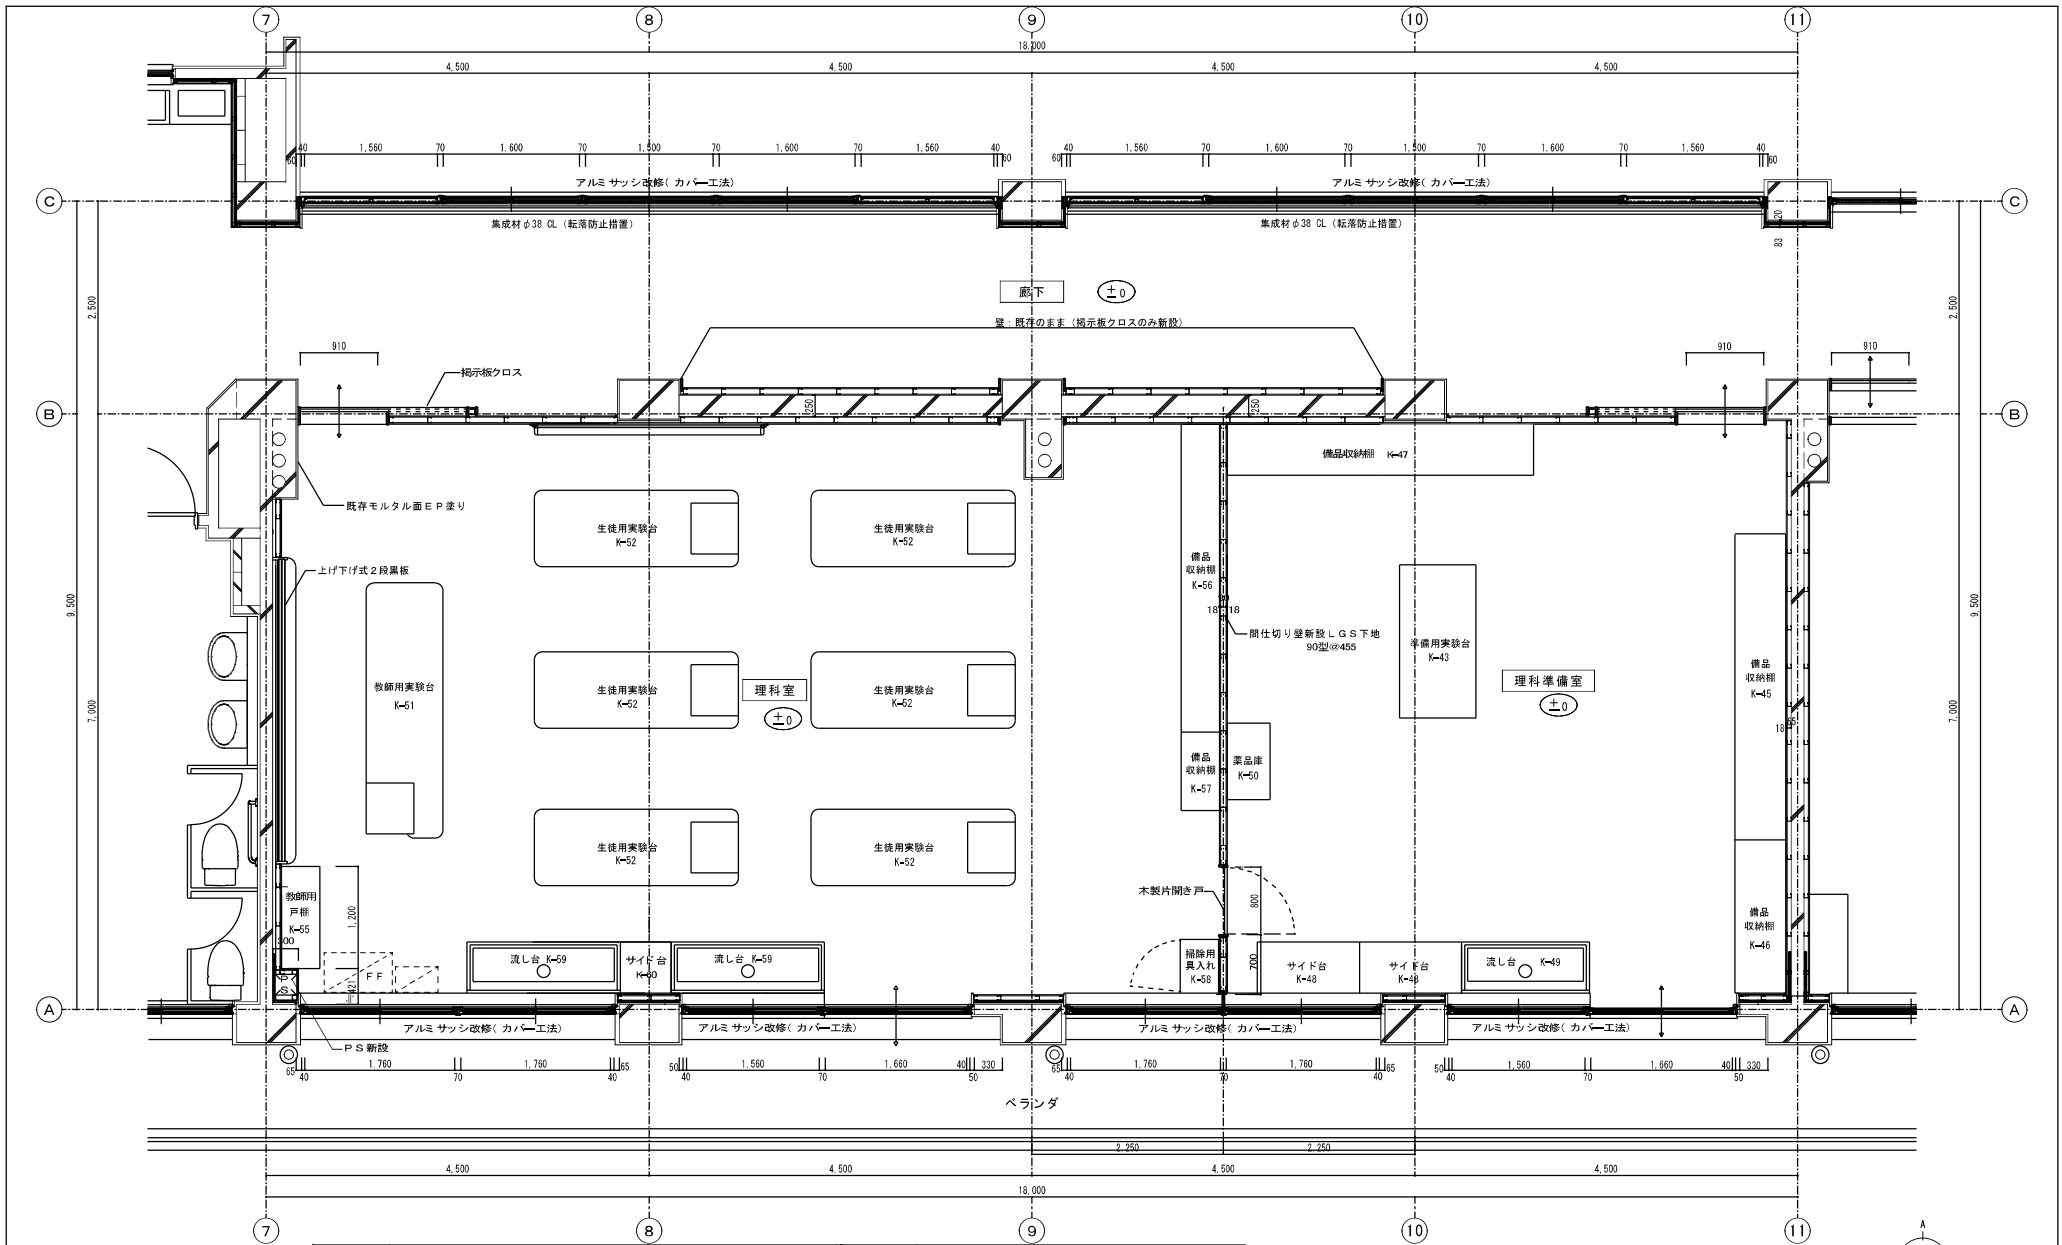 7 8 9 10 11
18,000
4,500 4,500 4,500 4,500
40 1,560 70 1,600 70 1,500 70 1,600 70 1,560 40 40 1,560 70 1,600 70 1,500 70 1,600 70 1,560 40
60 60 60 60
アルミサッシ改修(カバー工法) アルミサッシ改修(カバー工法)
C C
集成材φ38 CL(転落防止措置) 集成材φ38 CL(転落防止措置)
20
83
廊下 ±0
2,500 2,500
壁:既存のまま(掲示板クロスのみ新設)
910 910 910
掲示板クロス
B B
250 250
備品収納棚 K-47
既存モルタル面EP塗り
生徒用実験台
K-52
生徒用実験台
K-52
備品
収納棚
K-56
上げ下げ式2段黒板
90
18 18
間仕切り壁新設LGS下地
90型@455
9,500 9,500
準備用実験台
K-43
教師用実験台
K-51
生徒用実験台
K-52
理科室
±0
生徒用実験台
K-52
理科準備室
±0
備品
収納棚
K-45
7,000 7,000
65
18
備品
収納棚
K-57
薬品庫
K-50
生徒用実験台
K-52
生徒用実験台
K-52
木製片開き戸
800
教師用
戸棚
K-55
300
1,200
備品
収納棚
K-46
流し台 K-59
サイド台
K-60
流し台 K-59
掃除用
具入れ
K-58
700
サイド台
K-48
サイド台
K-48
流し台 K-49
FF
421
PS
A A
アルミサッシ改修(カバー工法) アルミサッシ改修(カバー工法) アルミサッシ改修(カバー工法) アルミサッシ改修(カバー工法)
PS新設
65 1,760 1,760 65 50 1,560 1,660 40 330 65 1,760 1,760 65 50 1,560 1,660 40 330
40 70 40 40 70 50 40 70 40 40 70 50
ベランダ
2,250 2,250
4,500 4,500 4,500 4,500
18,000
7 8 9 10 11
A